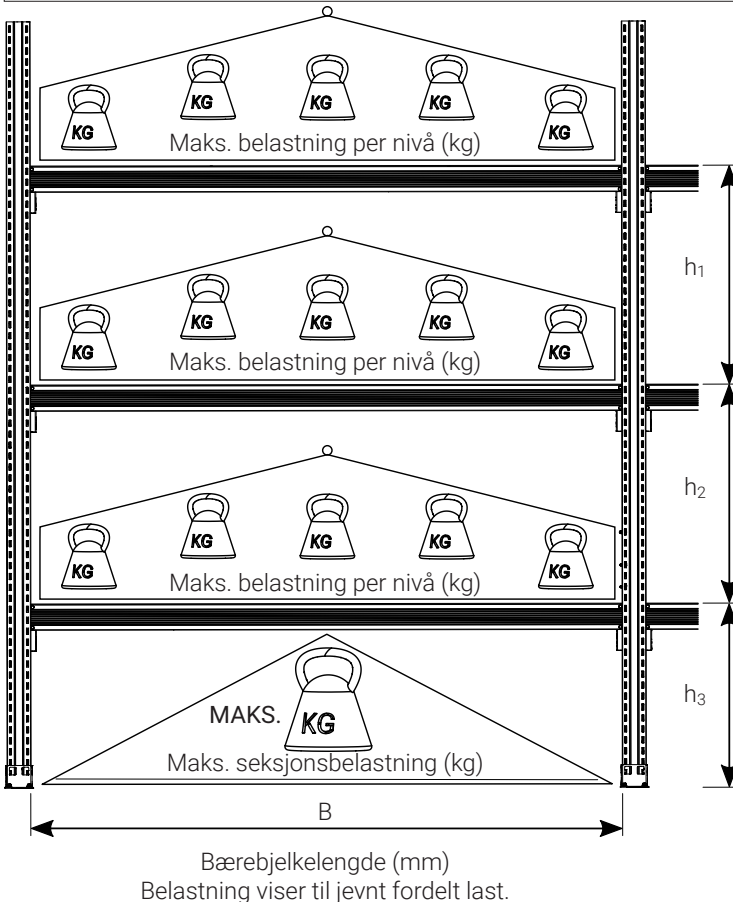 KG KG KG KG KG
Maks. belastning per nivå (kg)
h₁
KG KG KG KG KG
Maks. belastning per nivå (kg)
h₂
KG KG KG KG KG
Maks. belastning per nivå (kg)
h₃
MAKS. KG
Maks. seksjonsbelastning (kg)
B
Bærebjelkelengde (mm)
Belastning viser til jevnt fordelt last.